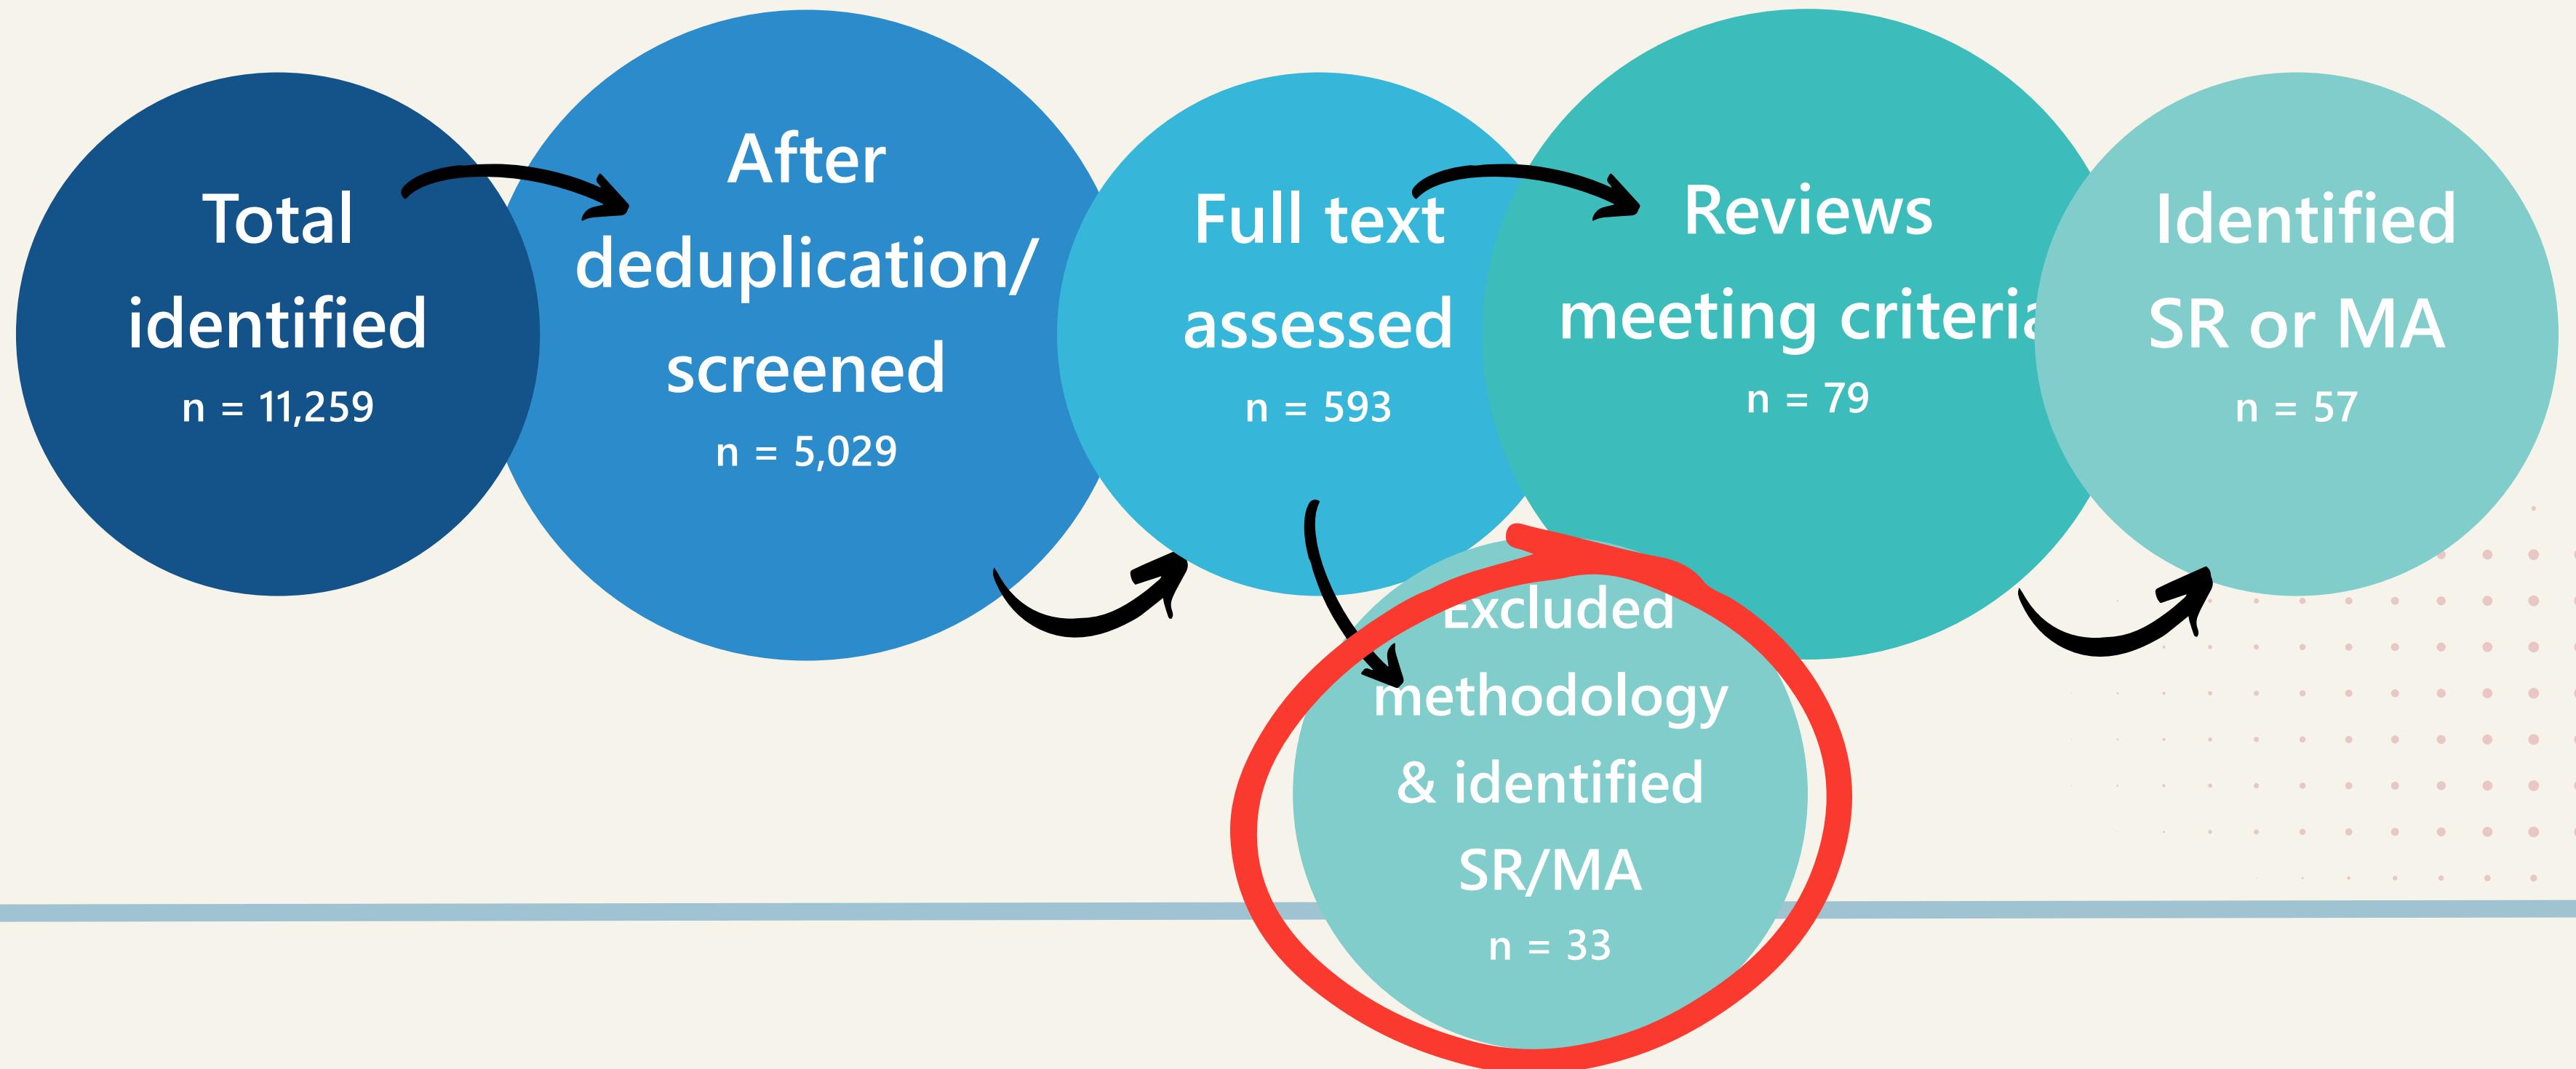 Total
identified
n = 11,259
After
deduplication/
screened
n = 5,029
Full text
assessed
n = 593
Reviews
meeting criteria
n = 79
Identified
SR or MA
n = 57
Excluded
methodology
& identified
SR/MA
n = 33